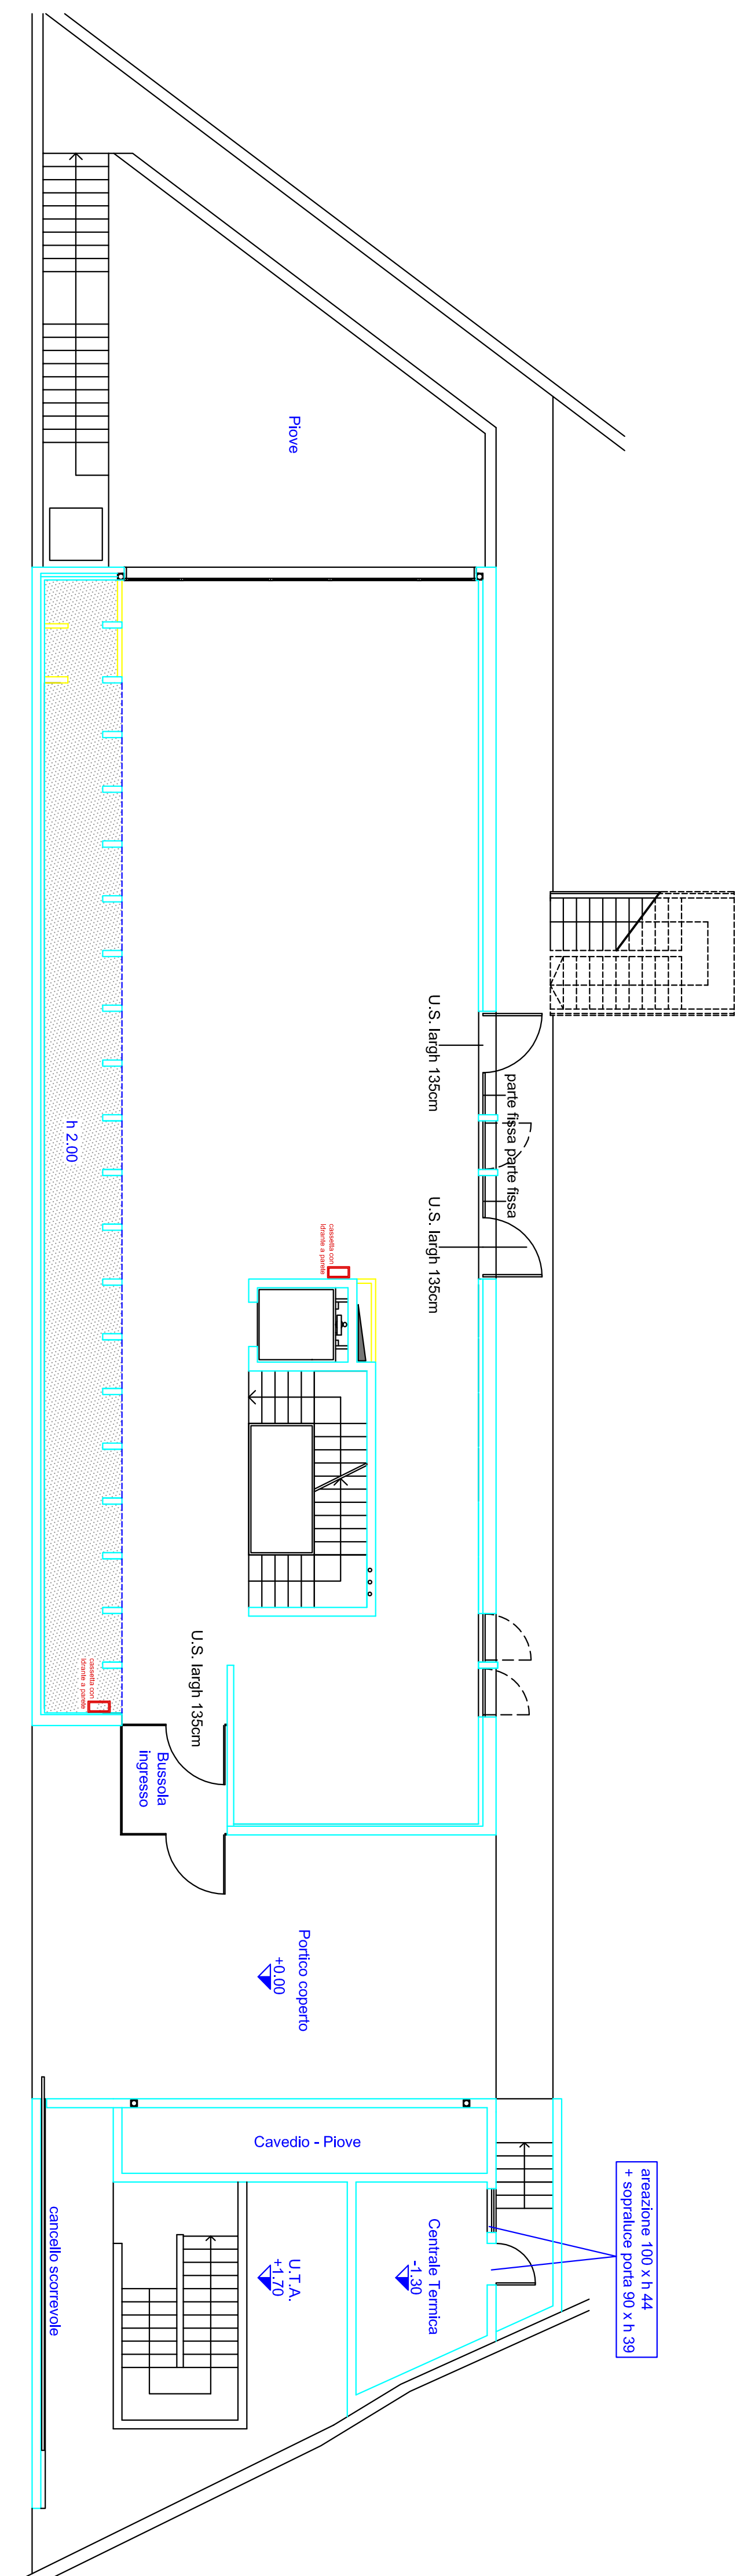 Piove
U.S. largh 135cm
parte fissa
parte fissa
U.S. largh 135cm
h 2.00
cassetta con
Idrante a parete
U.S. largh 135cm
cassetta con
Idrante a parete
Bussola
ingresso
Portico coperto
+0.00
Cavedio - Piove
areazione 100 x h 44
+ sopraluce porta 90 x h 39
Centrale Termica
-1.30
U.T.A.
+1.70
cancello scorrevole